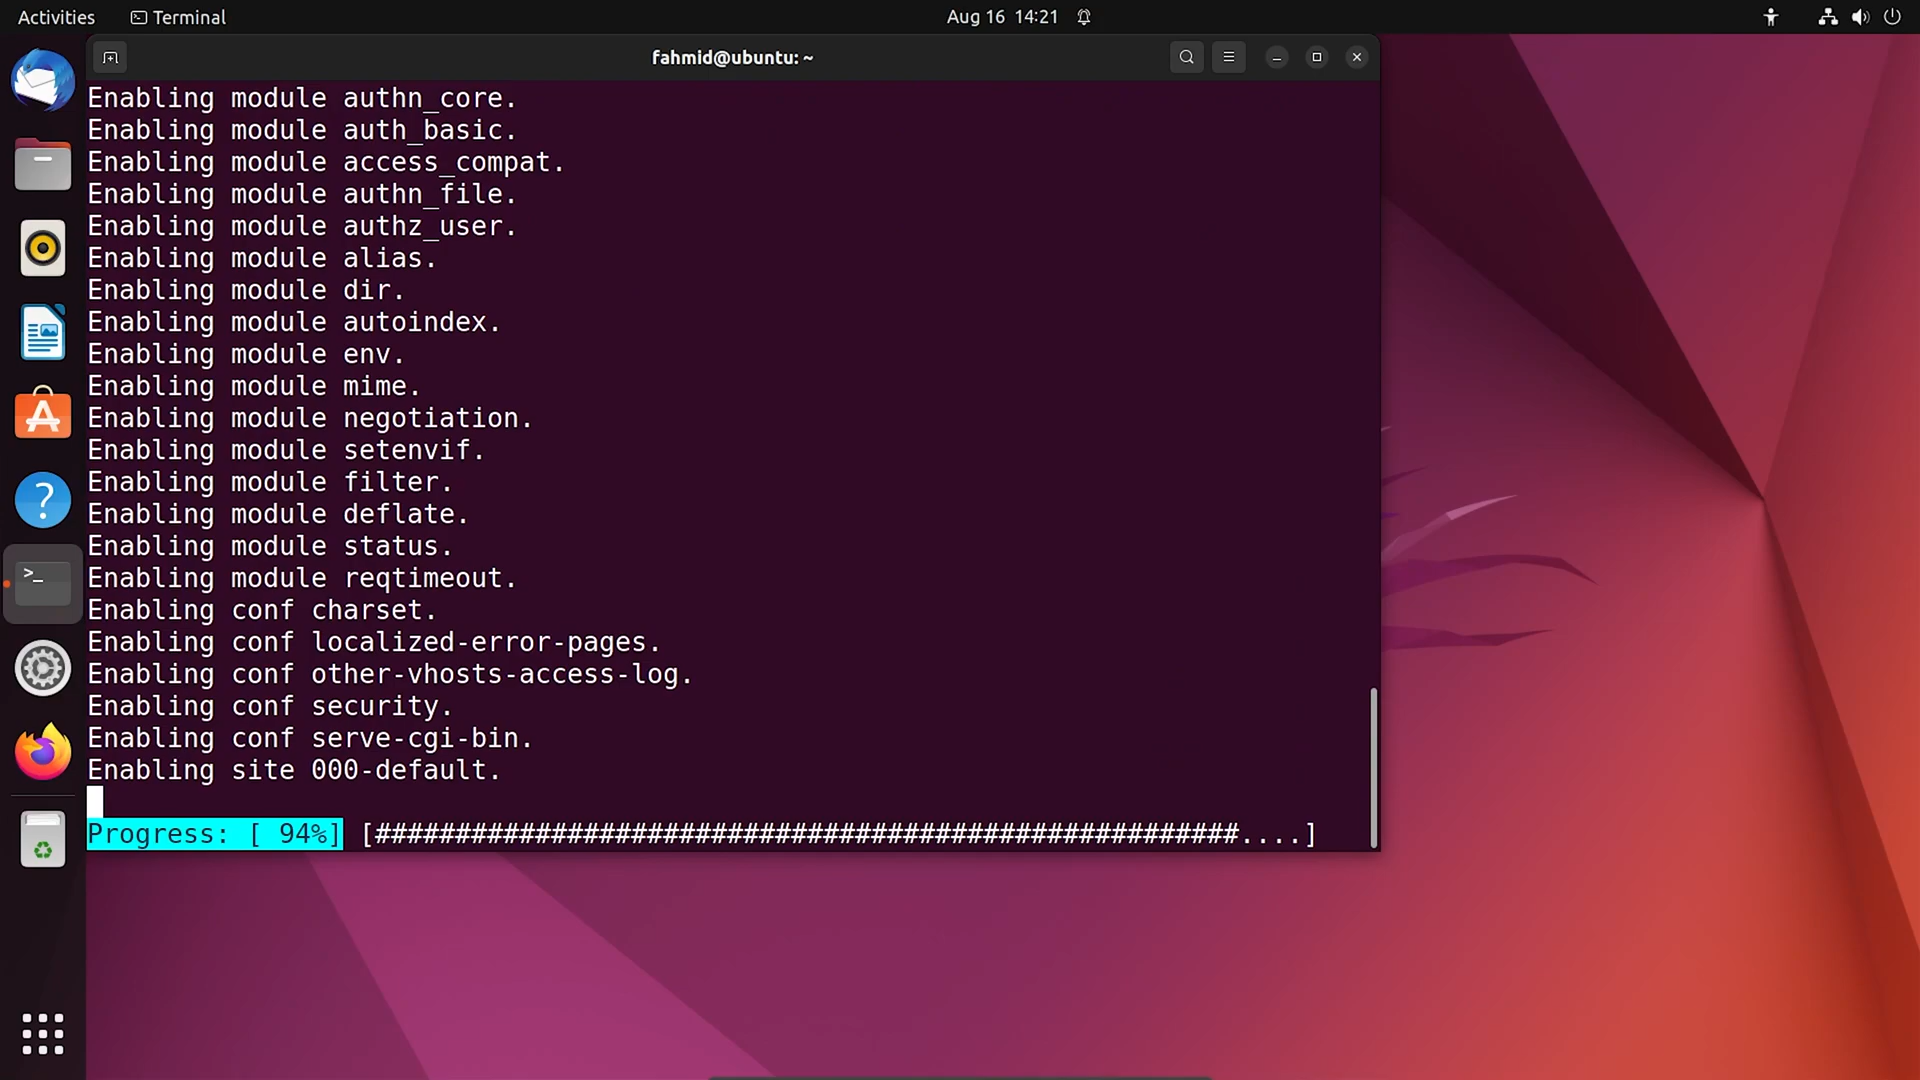 Activities Terminal Aug 16 14:21
fahmid@ubuntu: ~
Enabling module authn_core.
Enabling module auth_basic.
Enabling module access_compat.
Enabling module authn_file.
Enabling module authz_user.
Enabling module alias.
Enabling module dir.
Enabling module autoindex.
Enabling module env.
Enabling module mime.
Enabling module negotiation.
Enabling module setenvif.
Enabling module filter.
Enabling module deflate.
Enabling module status.
Enabling module reqtimeout.
Enabling conf charset.
Enabling conf localized-error-pages.
Enabling conf other-vhosts-access-log.
Enabling conf security.
Enabling conf serve-cgi-bin.
Enabling site 000-default.
Progress: [ 94%] [######################################################....]